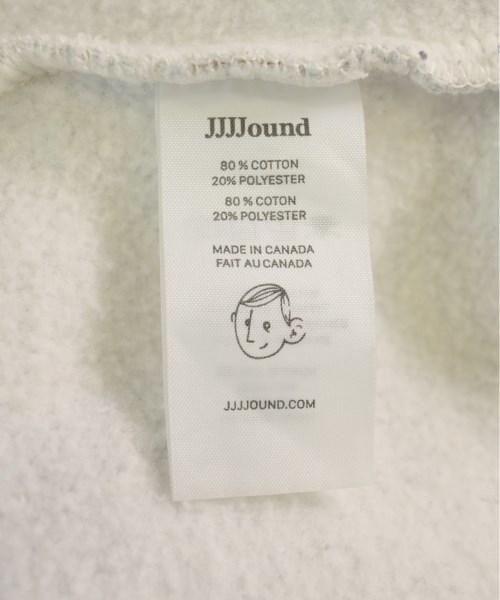 JJJJound
80 % COTTON
20% POLYESTER
80 % COTON
20% POLYESTER
MADE IN CANADA
FAIT AU CANADA
JJJJOUND.COM